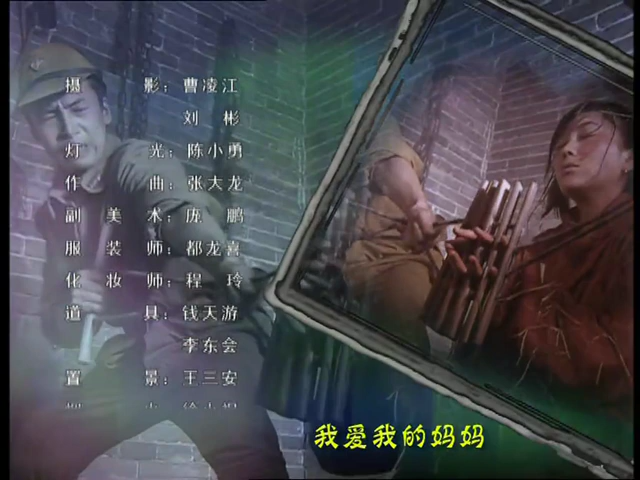 摄 影：曹凌江
刘 彬
灯 光：陈小勇
作 曲：张大龙
副 美 术：庞 鹏
服 装 师：都龙喜
化 妆 师：程 玲
道 具：钱天游
李东会
置 景：王三安
我爱我的妈妈